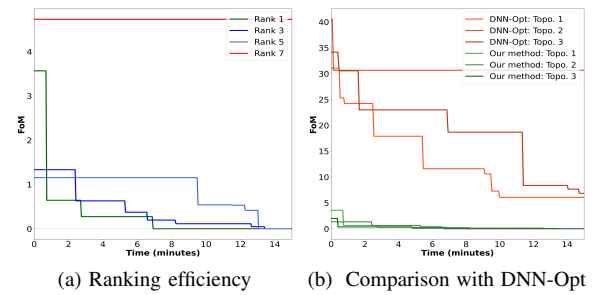 Rank 1
Rank 3
Rank 5
Rank 7
FoM
4
3
2
1
0
0 2 4 6 8 10 12 14
Time (minutes)
(a) Ranking efficiency
DNN-Opt: Topo. 1
DNN-Opt: Topo. 2
DNN-Opt: Topo. 3
Our method: Topo. 1
Our method: Topo. 2
Our method: Topo. 3
FoM
40
35
30
25
20
15
10
5
0
0 2 4 6 8 10 12 14
Time (minutes)
(b) Comparison with DNN-Opt